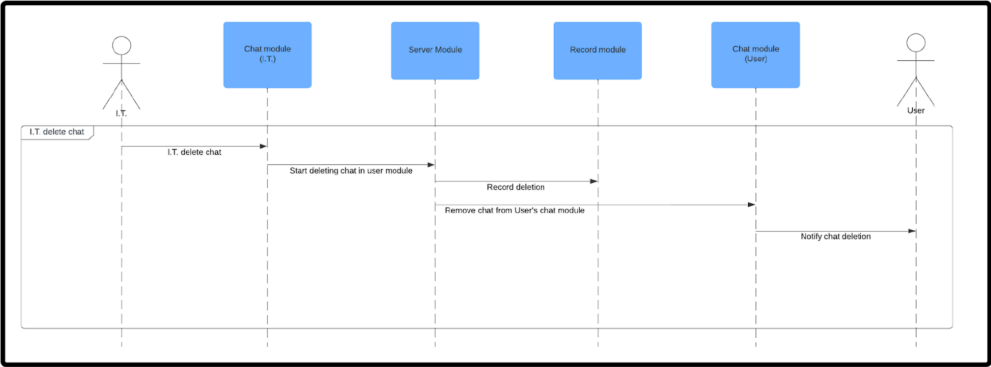 Chat module
(I.T.)
Server Module
Record module
Chat module
(User)
I.T.
User
I.T. delete chat
I.T. delete chat
Start deleting chat in user module
Record deletion
Remove chat from User's chat module
Notify chat deletion